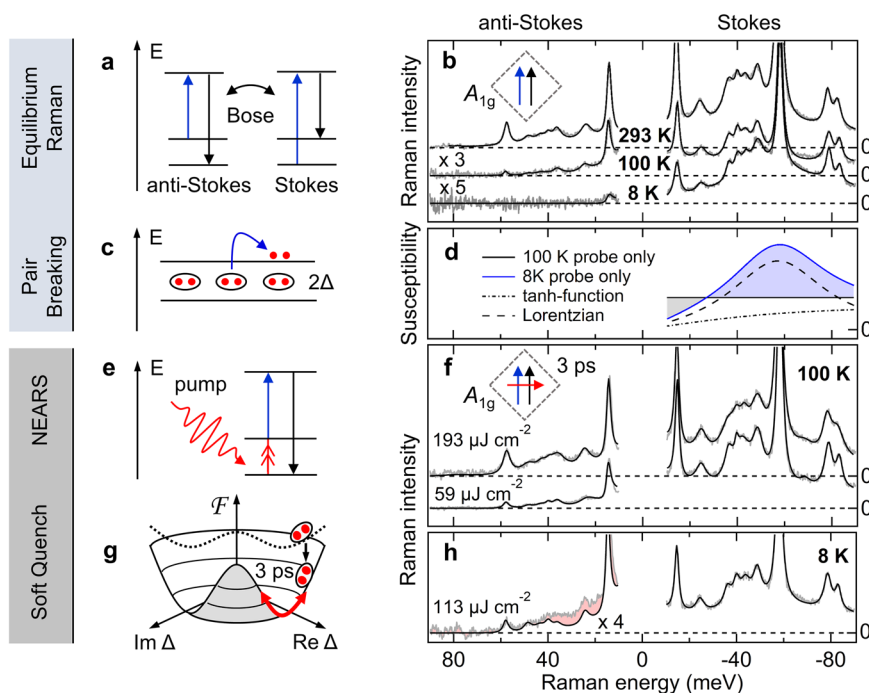 anti-Stokes Stokes
Equilibrium
Raman
Pair
Breaking
NEARS
Soft Quench
a
E
Bose
anti-Stokes Stokes
b
A1g
293 K
x 3
100 K
x 5
8 K
0
0
0
Raman intensity
c
E
2Δ
d
100 K probe only
8K probe only
tanh-function
Lorentzian
0
Susceptibility
e
E
pump
f
3 ps
A1g
100 K
193 μJ cm-2
0
59 μJ cm-2
0
Raman intensity
g
ℱ
3 ps
Im Δ
Re Δ
h
8 K
113 μJ cm-2
x 4
0
80 40 0 -40 -80
Raman energy (meV)